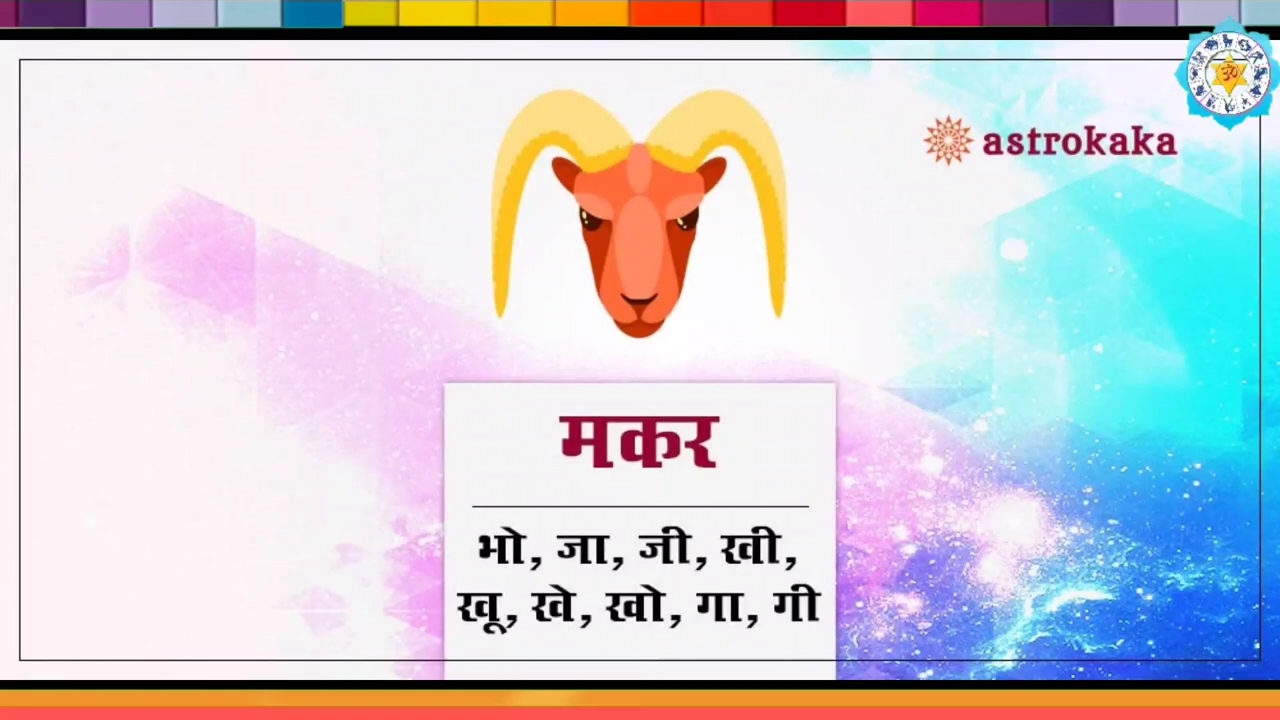 ॐ
astrokaka
मकर
भो, जा, जी, खी,
खू, खे, खो, गा, गी